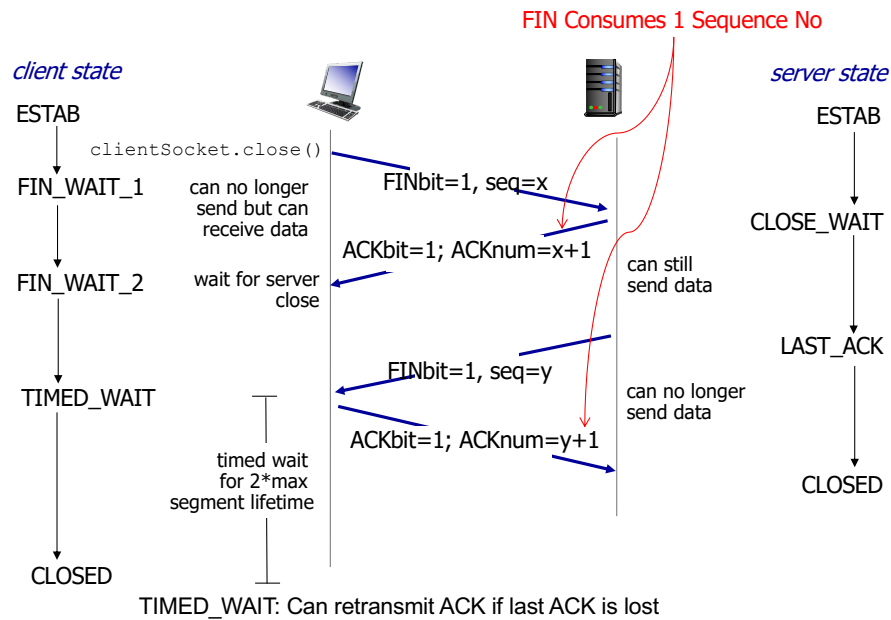 FIN Consumes 1 Sequence No
client state
server state
ESTAB
ESTAB
clientSocket.close()
FINbit=1, seq=x
FIN_WAIT_1
can no longer
send but can
receive data
CLOSE_WAIT
ACKbit=1; ACKnum=x+1
FIN_WAIT_2
wait for server
close
can still
send data
LAST_ACK
FINbit=1, seq=y
TIMED_WAIT
can no longer
send data
ACKbit=1; ACKnum=y+1
timed wait
for 2*max
segment lifetime
CLOSED
CLOSED
TIMED_WAIT: Can retransmit ACK if last ACK is lost